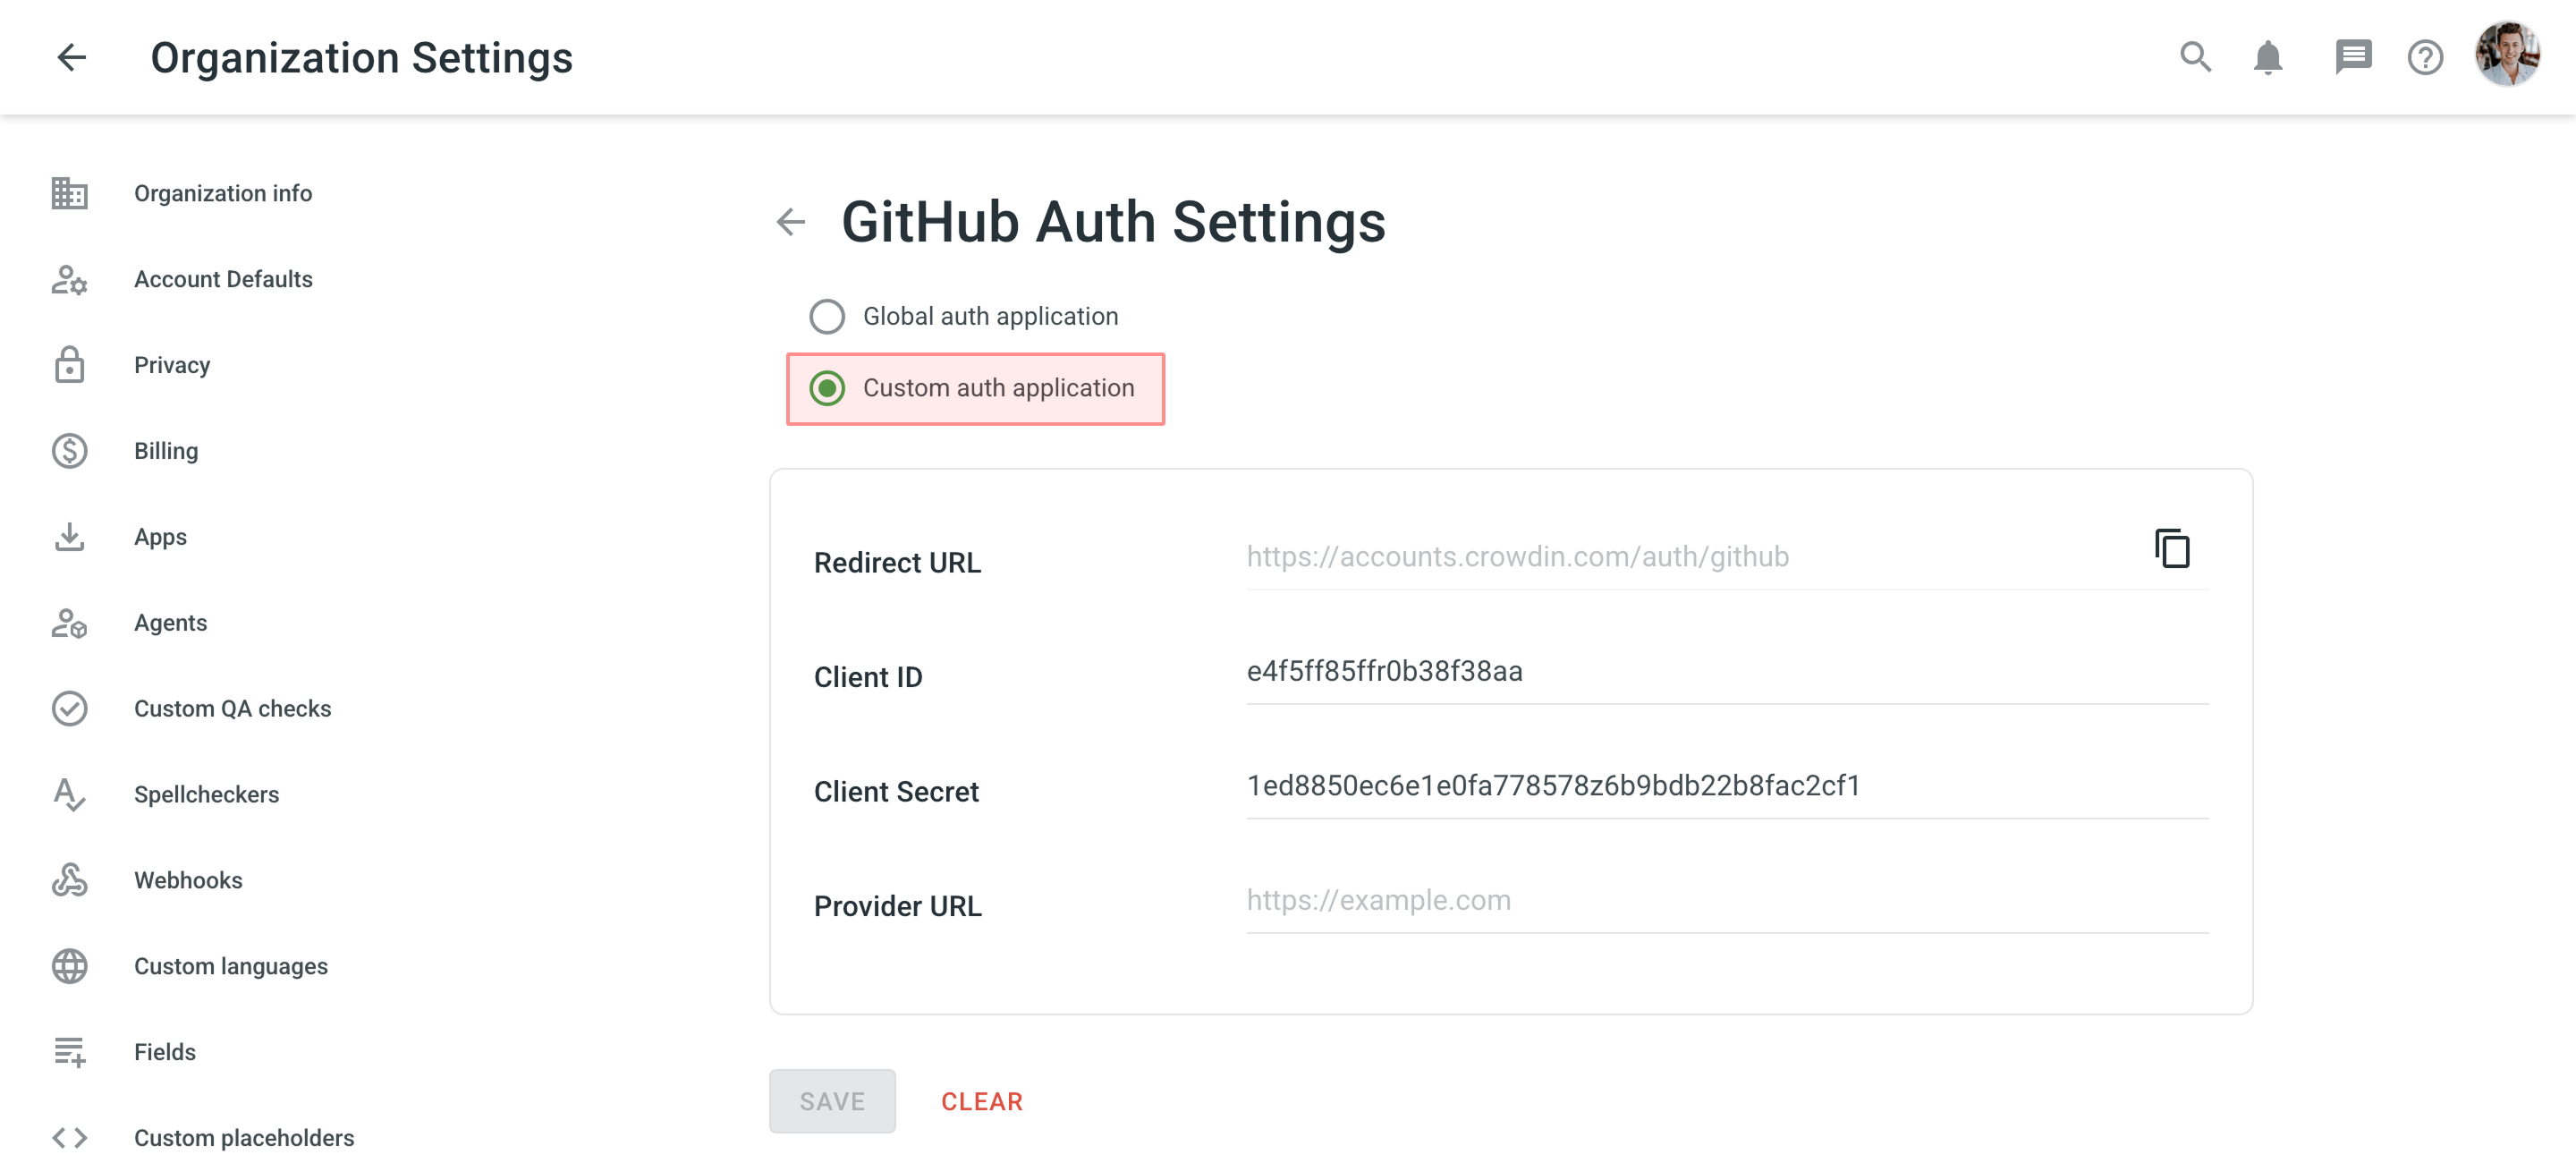 Organization Settings
Organization info
Account Defaults
Privacy
Billing
Apps
Agents
Custom QA checks
Spellcheckers
Webhooks
Custom languages
Fields
Custom placeholders
GitHub Auth Settings
Global auth application
Custom auth application
Redirect URL https://accounts.crowdin.com/auth/github
Client ID e4f5ff85ffr0b38f38aa
Client Secret 1ed8850ec6e1e0fa778578z6b9bdb22b8fac2cf1
Provider URL https://example.com
SAVE CLEAR